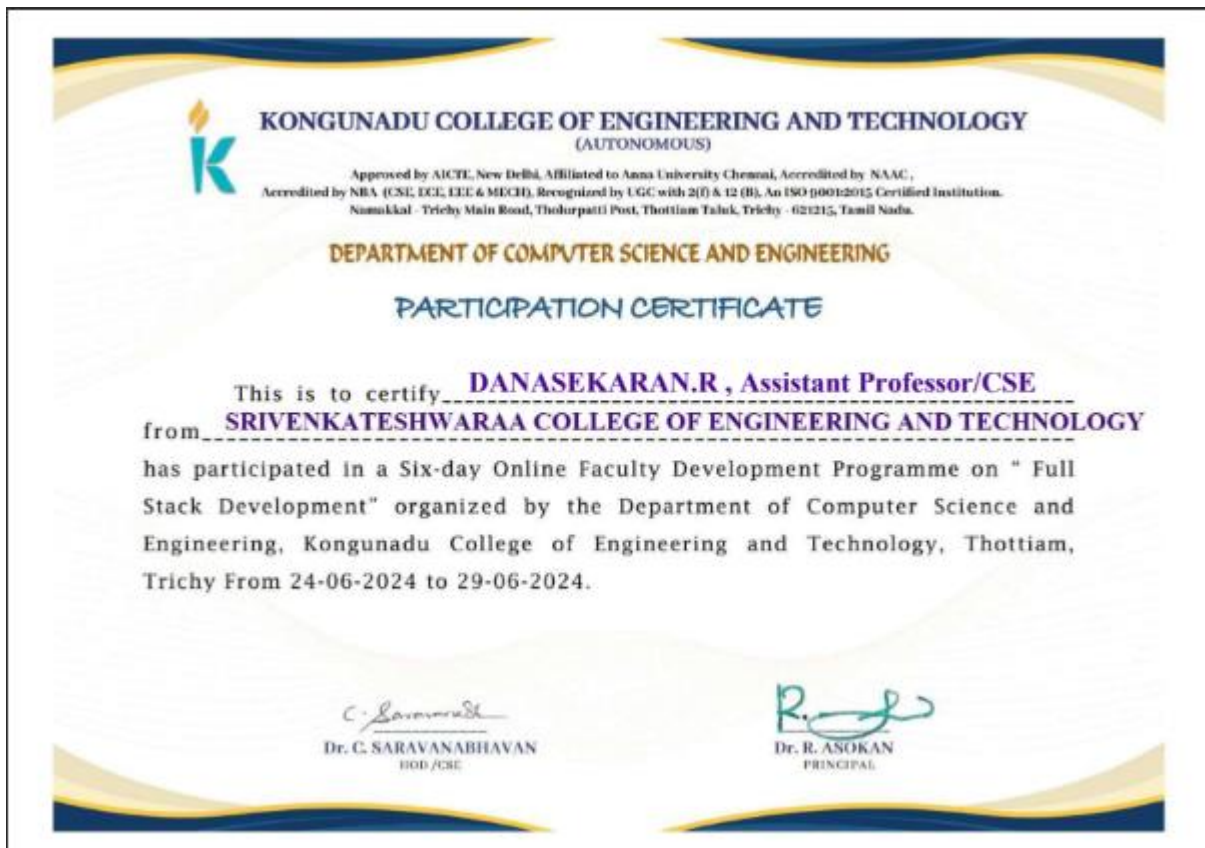 KONGUNADU COLLEGE OF ENGINEERING AND TECHNOLOGY
(AUTONOMOUS)
Approved by AICTE, New Delhi, Affiliated to Anna University Chennai, Accredited by NAAC ,
Accredited by NBA (CSE, ECE, EEE & MECH), Recognized by UGC with 2(f) & 12 (B), An ISO 9001:2015 Certified Institution.
Namakkal - Trichy Main Road, Tholurpatti Post, Thottiam Taluk, Trichy - 621215, Tamil Nadu.
DEPARTMENT OF COMPUTER SCIENCE AND ENGINEERING
PARTICIPATION CERTIFICATE
This is to certify DANASEKARAN.R , Assistant Professor/CSE
from SRIVENKATESHWARAA COLLEGE OF ENGINEERING AND TECHNOLOGY
has participated in a Six-day Online Faculty Development Programme on “ Full
Stack Development” organized by the Department of Computer Science and
Engineering, Kongunadu College of Engineering and Technology, Thottiam,
Trichy From 24-06-2024 to 29-06-2024.
Dr. C. SARAVANABHAVAN
HOD /CSE
Dr. R. ASOKAN
PRINCIPAL